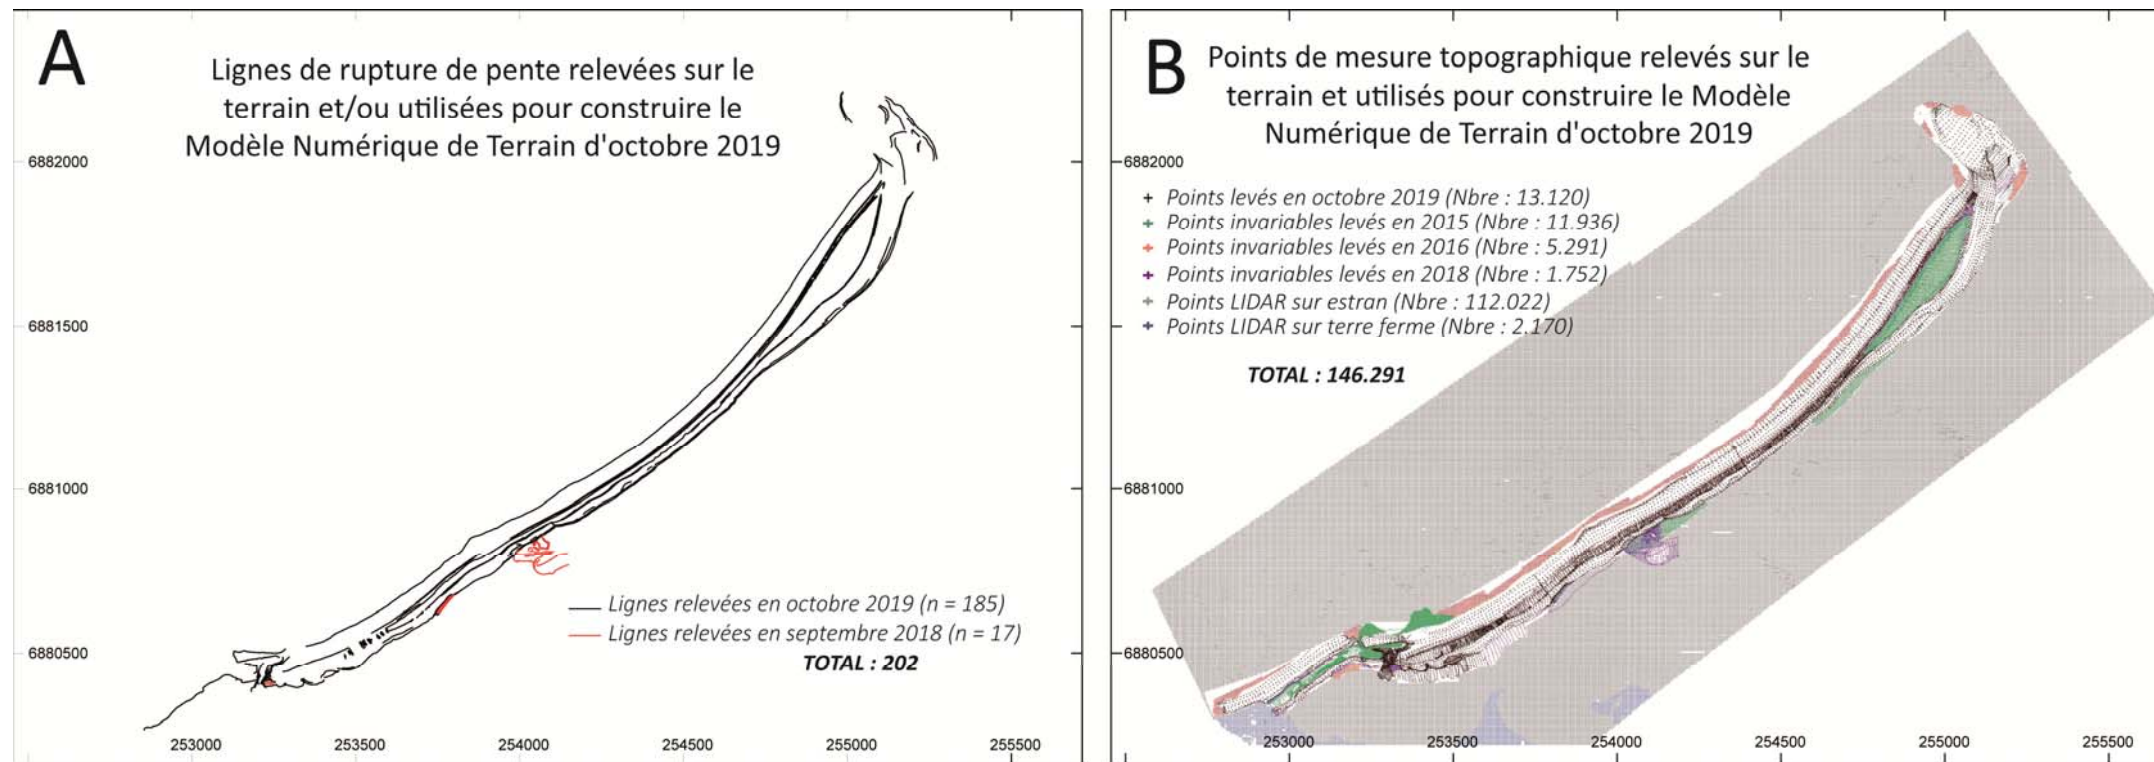 A
Lignes de rupture de pente relevées sur le
terrain et/ou utilisées pour construire le
Modèle Numérique de Terrain d'octobre 2019
6882000
6881500
6881000
6880500
Lignes relevées en octobre 2019 (n = 185)
Lignes relevées en septembre 2018 (n = 17)
TOTAL : 202
253000
253500
254000
254500
255000
255500
B
Points de mesure topographique relevés sur le
terrain et utilisés pour construire le Modèle
Numérique de Terrain d'octobre 2019
6882000
Points levés en octobre 2019 (Nbre : 13.120)
Points invariables levés en 2015 (Nbre : 11.936)
Points invariables levés en 2016 (Nbre : 5.291)
Points invariables levés en 2018 (Nbre : 1.752)
Points LIDAR sur estran (Nbre : 112.022)
Points LIDAR sur terre ferme (Nbre : 2.170)
6881500
TOTAL : 146.291
6881000
6880500
253000
253500
254000
254500
255000
255500